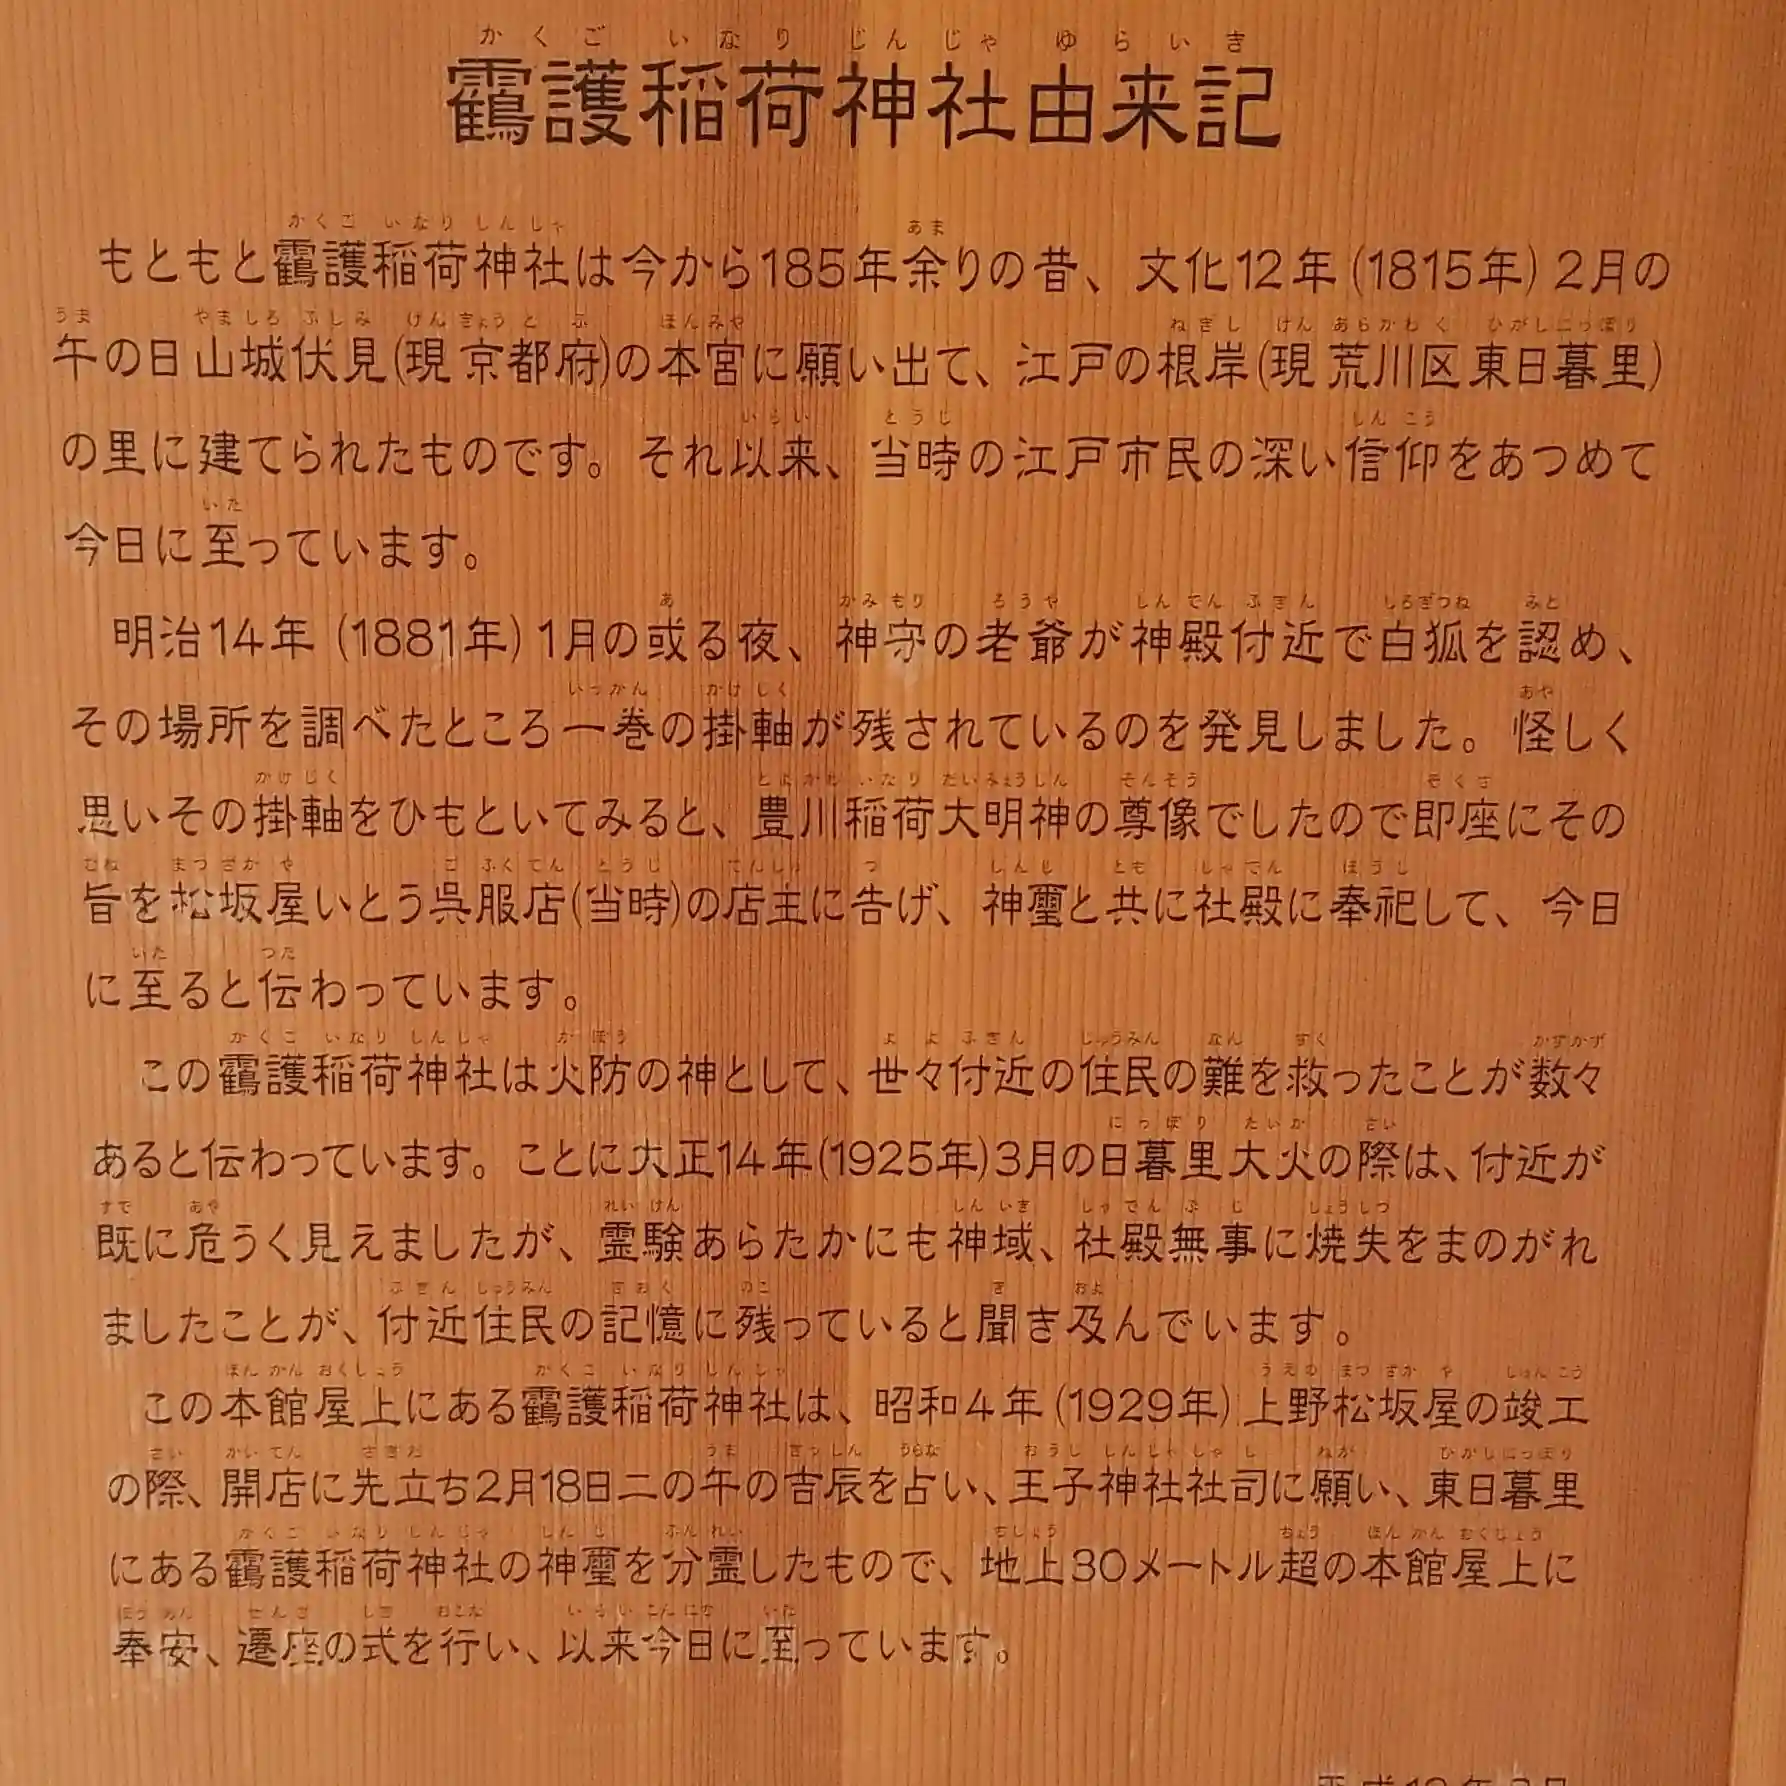 靍護稲荷神社由来記
もともと靍護稲荷神社は今から185年余りの昔、文化12年(1815年)2月の
午の日山城伏見(現京都府)の本宮に願い出て、江戸の根岸(現荒川区東日暮里)
の里に建てられたものです。それ以来、当時の江戸市民の深い信仰をあつめて
今日に至っています。
明治14年(1881年)1月の或る夜、神守の老爺が神殿付近で白狐を認め、
その場所を調べたところ一巻の掛軸が残されているのを発見しました。怪しく
思いその掛軸をひもといてみると、豊川稲荷大明神の尊像でしたので即座にその
旨を松坂屋いとう呉服店(当時)の店主に告げ、神璽と共に社殿に奉祀して、今日
に至ると伝わっています。
この靍護稲荷神社は火防の神として、世々付近の住民の難を救ったことが数々
あると伝わっています。ことに大正14年(1925年)3月の日暮里大火の際は、付近が
既に危うく見えましたが、霊験あらたかにも神域、社殿無事に焼失をまのがれ
ましたことが、付近住民の記憶に残っていると聞き及んでいます。
この本館屋上にある靍護稲荷神社は、昭和4年(1929年)上野松坂屋の竣工
の際、開店に先立ち2月18日二の午の吉辰を占い、王子神社社司に願い、東日暮里
にある靍護稲荷神社の神璽を分霊したもので、地上30メートル超の本館屋上に
奉安、遷座の式を行い、以来今日に至っています。